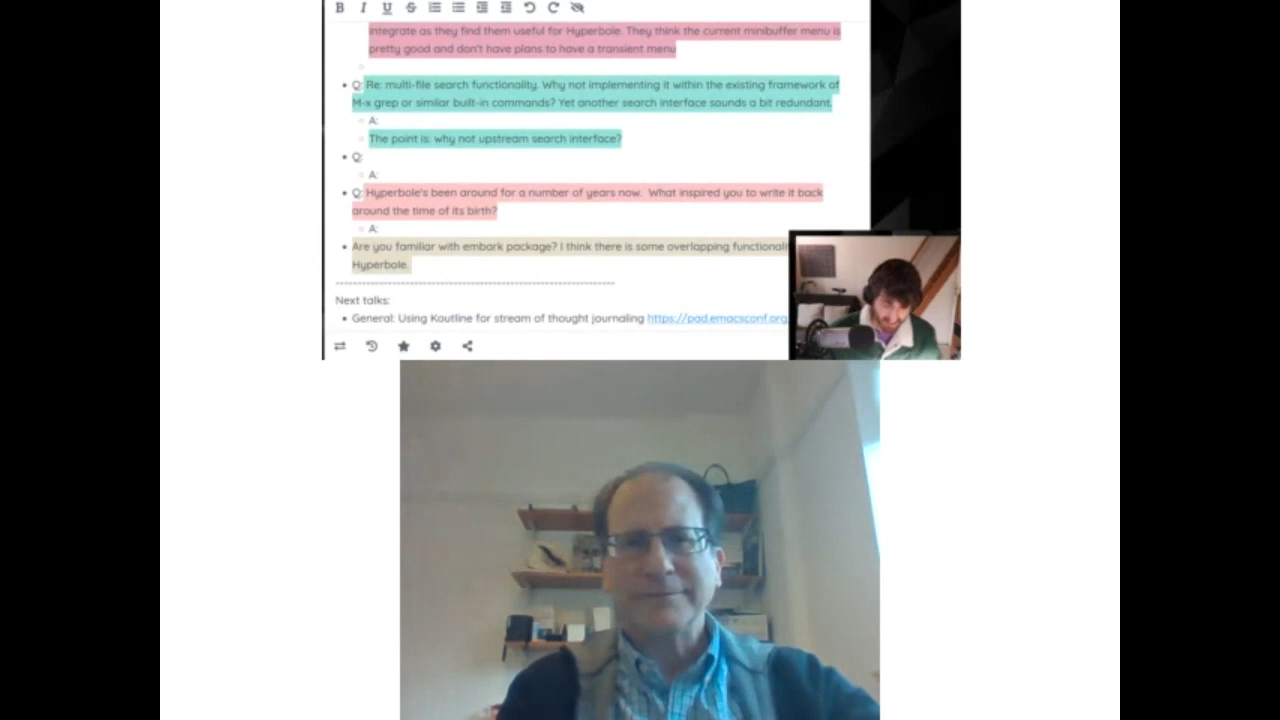 B I U S
integrate as they find them useful for Hyperbole. They think the current minibuffer menu is
pretty good and don't have plans to have a transient menu
Q: Re: multi-file search functionality. Why not implementing it within the existing framework of
M-x grep or similar built-in commands? Yet another search interface sounds a bit redundant.
A:
The point is: why not upstream search interface?
Q:
A:
Q: Hyperbole's been around for a number of years now. What inspired you to write it back
around the time of its birth?
A:
Are you familiar with embark package? I think there is some overlapping
Hyperbole.
------------------------------------------------------------------
Next talks:
General: Using Koutline for stream of thought journaling https://pad.emacsconf.org